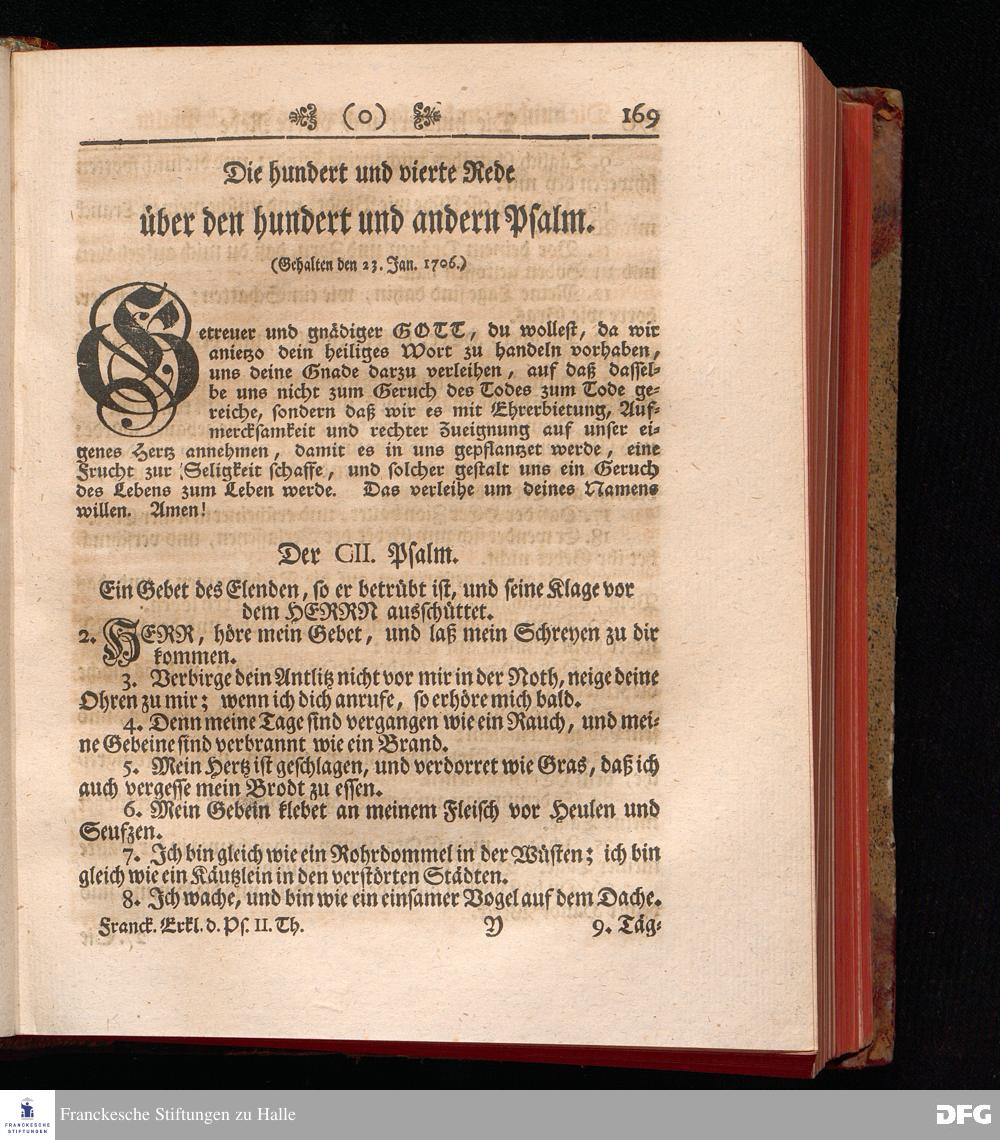 (o) 169
Die hundert und vierte Rede
über den hundert und andern Psalm.
(Gehalten den 23. Jan. 1706.)
Getreuer und gnädiger GOTT, du wollest, da wir
anietzo dein heiliges Wort zu handeln vorhaben,
uns deine Gnade darzu verleihen, auf daß dassel-
be uns nicht zum Geruch des Todes zum Tode ge-
reiche, sondern daß wir es mit Ehrerbietung, Auf-
mercksamkeit und rechter Zueignung auf unser ei-
genes Hertz annehmen, damit es in uns gepflantzet werde, eine
Frucht zur Seligkeit schaffe, und solcher gestalt uns ein Geruch
des Lebens zum Leben werde. Das verleihe um deines Namens
willen. Amen!
Der CII. Psalm.
Ein Gebet des Elenden, so er betrübt ist, und seine Klage vor
dem HERRN ausschüttet.
2. HERR, höre mein Gebet, und laß mein Schreyen zu dir
kommen.
3. Verbirge dein Antlitz nicht vor mir in der Noth, neige deine
Ohren zu mir; wenn ich dich anrufe, so erhöre mich bald.
4. Denn meine Tage sind vergangen wie ein Rauch, und mei-
ne Gebeine sind verbrannt wie ein Brand.
5. Mein Hertz ist geschlagen, und verdorret wie Gras, daß ich
auch vergesse mein Brodt zu essen.
6. Mein Gebein klebet an meinem Fleisch vor Heulen und
Seufzen.
7. Ich bin gleich wie ein Rohrdommel in der Wüsten; ich bin
gleich wie ein Käutzlein in den verstörten Städten.
8. Ich wache, und bin wie ein einsamer Vogel auf dem Dache.
Franck. Erkl. d. Ps. II. Th. Y 9. Täg-
FRANCKESCHE
STIFTUNGEN
Franckesche Stiftungen zu Halle
DFG